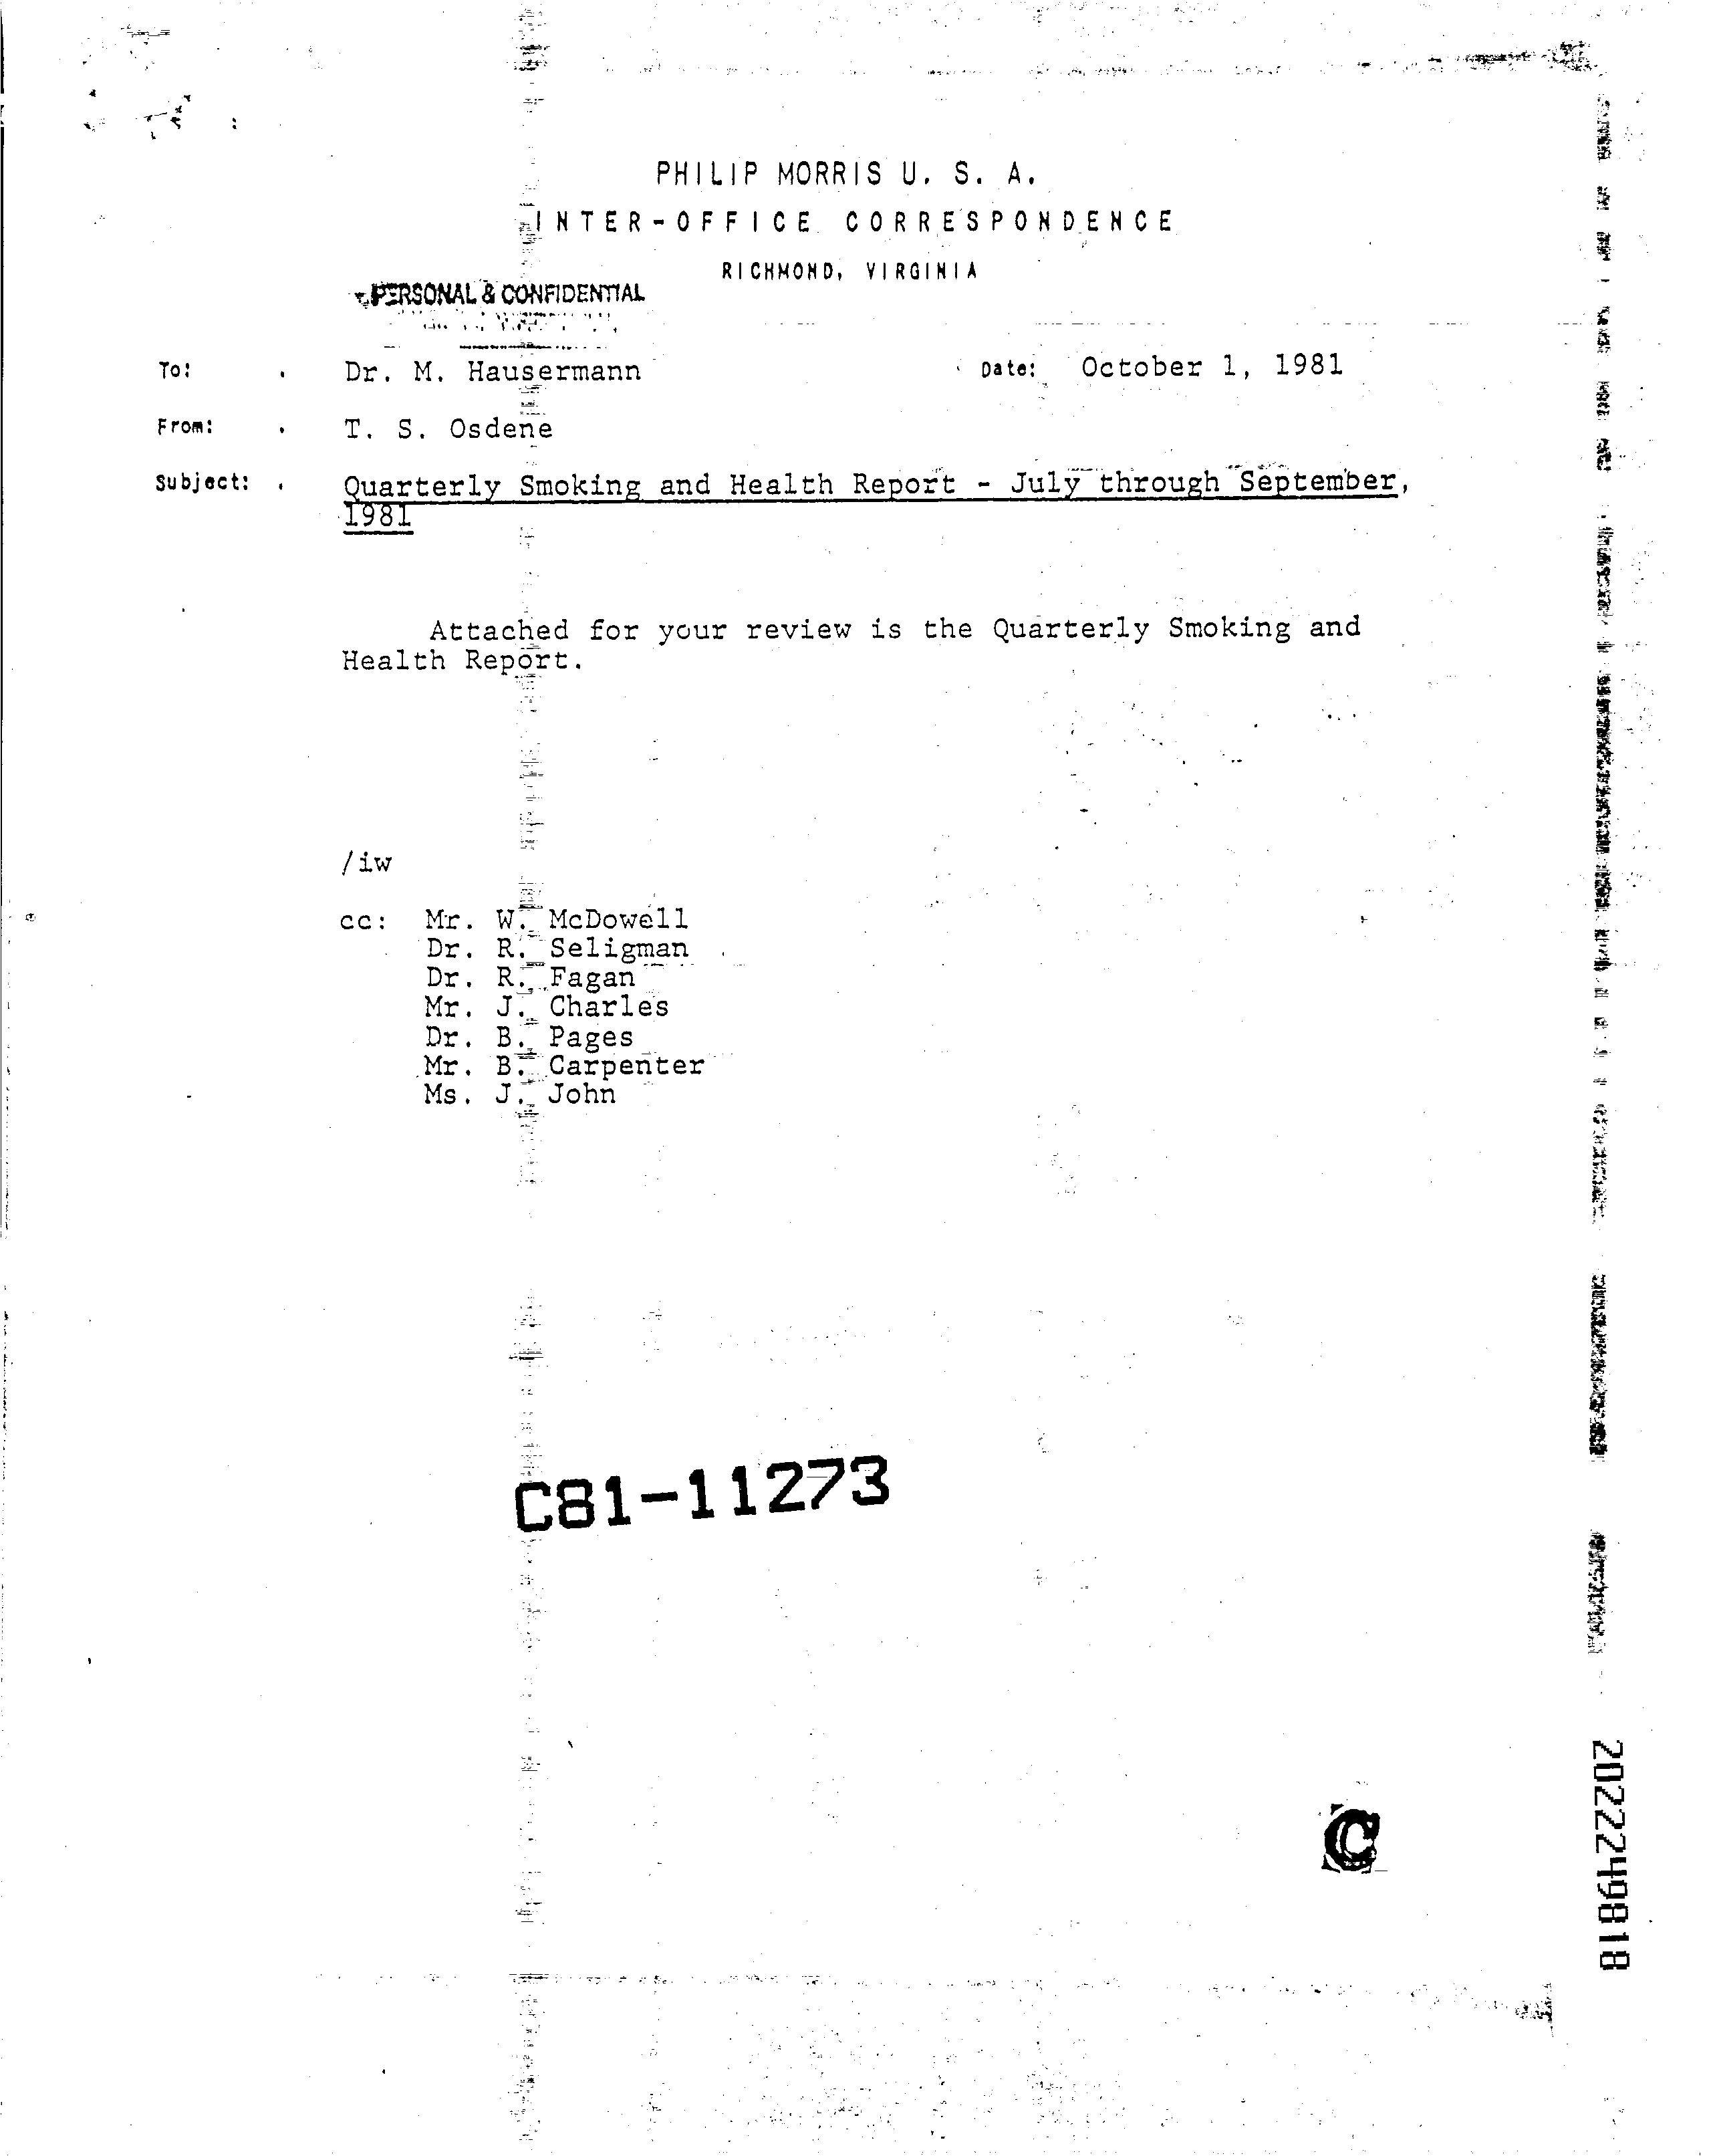 PHILIP MORRIS U. S. A.
INTER-OFFICE CORRESPONDENCE
RICHMOND, VIRGINIA
PERSONAL & CONFIDENTIAL
To: . Dr. M. Hausermann Date: October 1, 1981
From: . T. S. Osdene
Subject: . Quarterly Smoking and Health Report - July through September,
1981
Attached for your review is the Quarterly Smoking and
Health Report.
/iw
cc: Mr. W. McDowell
Dr. R. Seligman
Dr. R. Fagan
Mr. J. Charles
Dr. B. Pages
Mr. B. Carpenter
Ms. J. John
C81-11273
C
2022249818